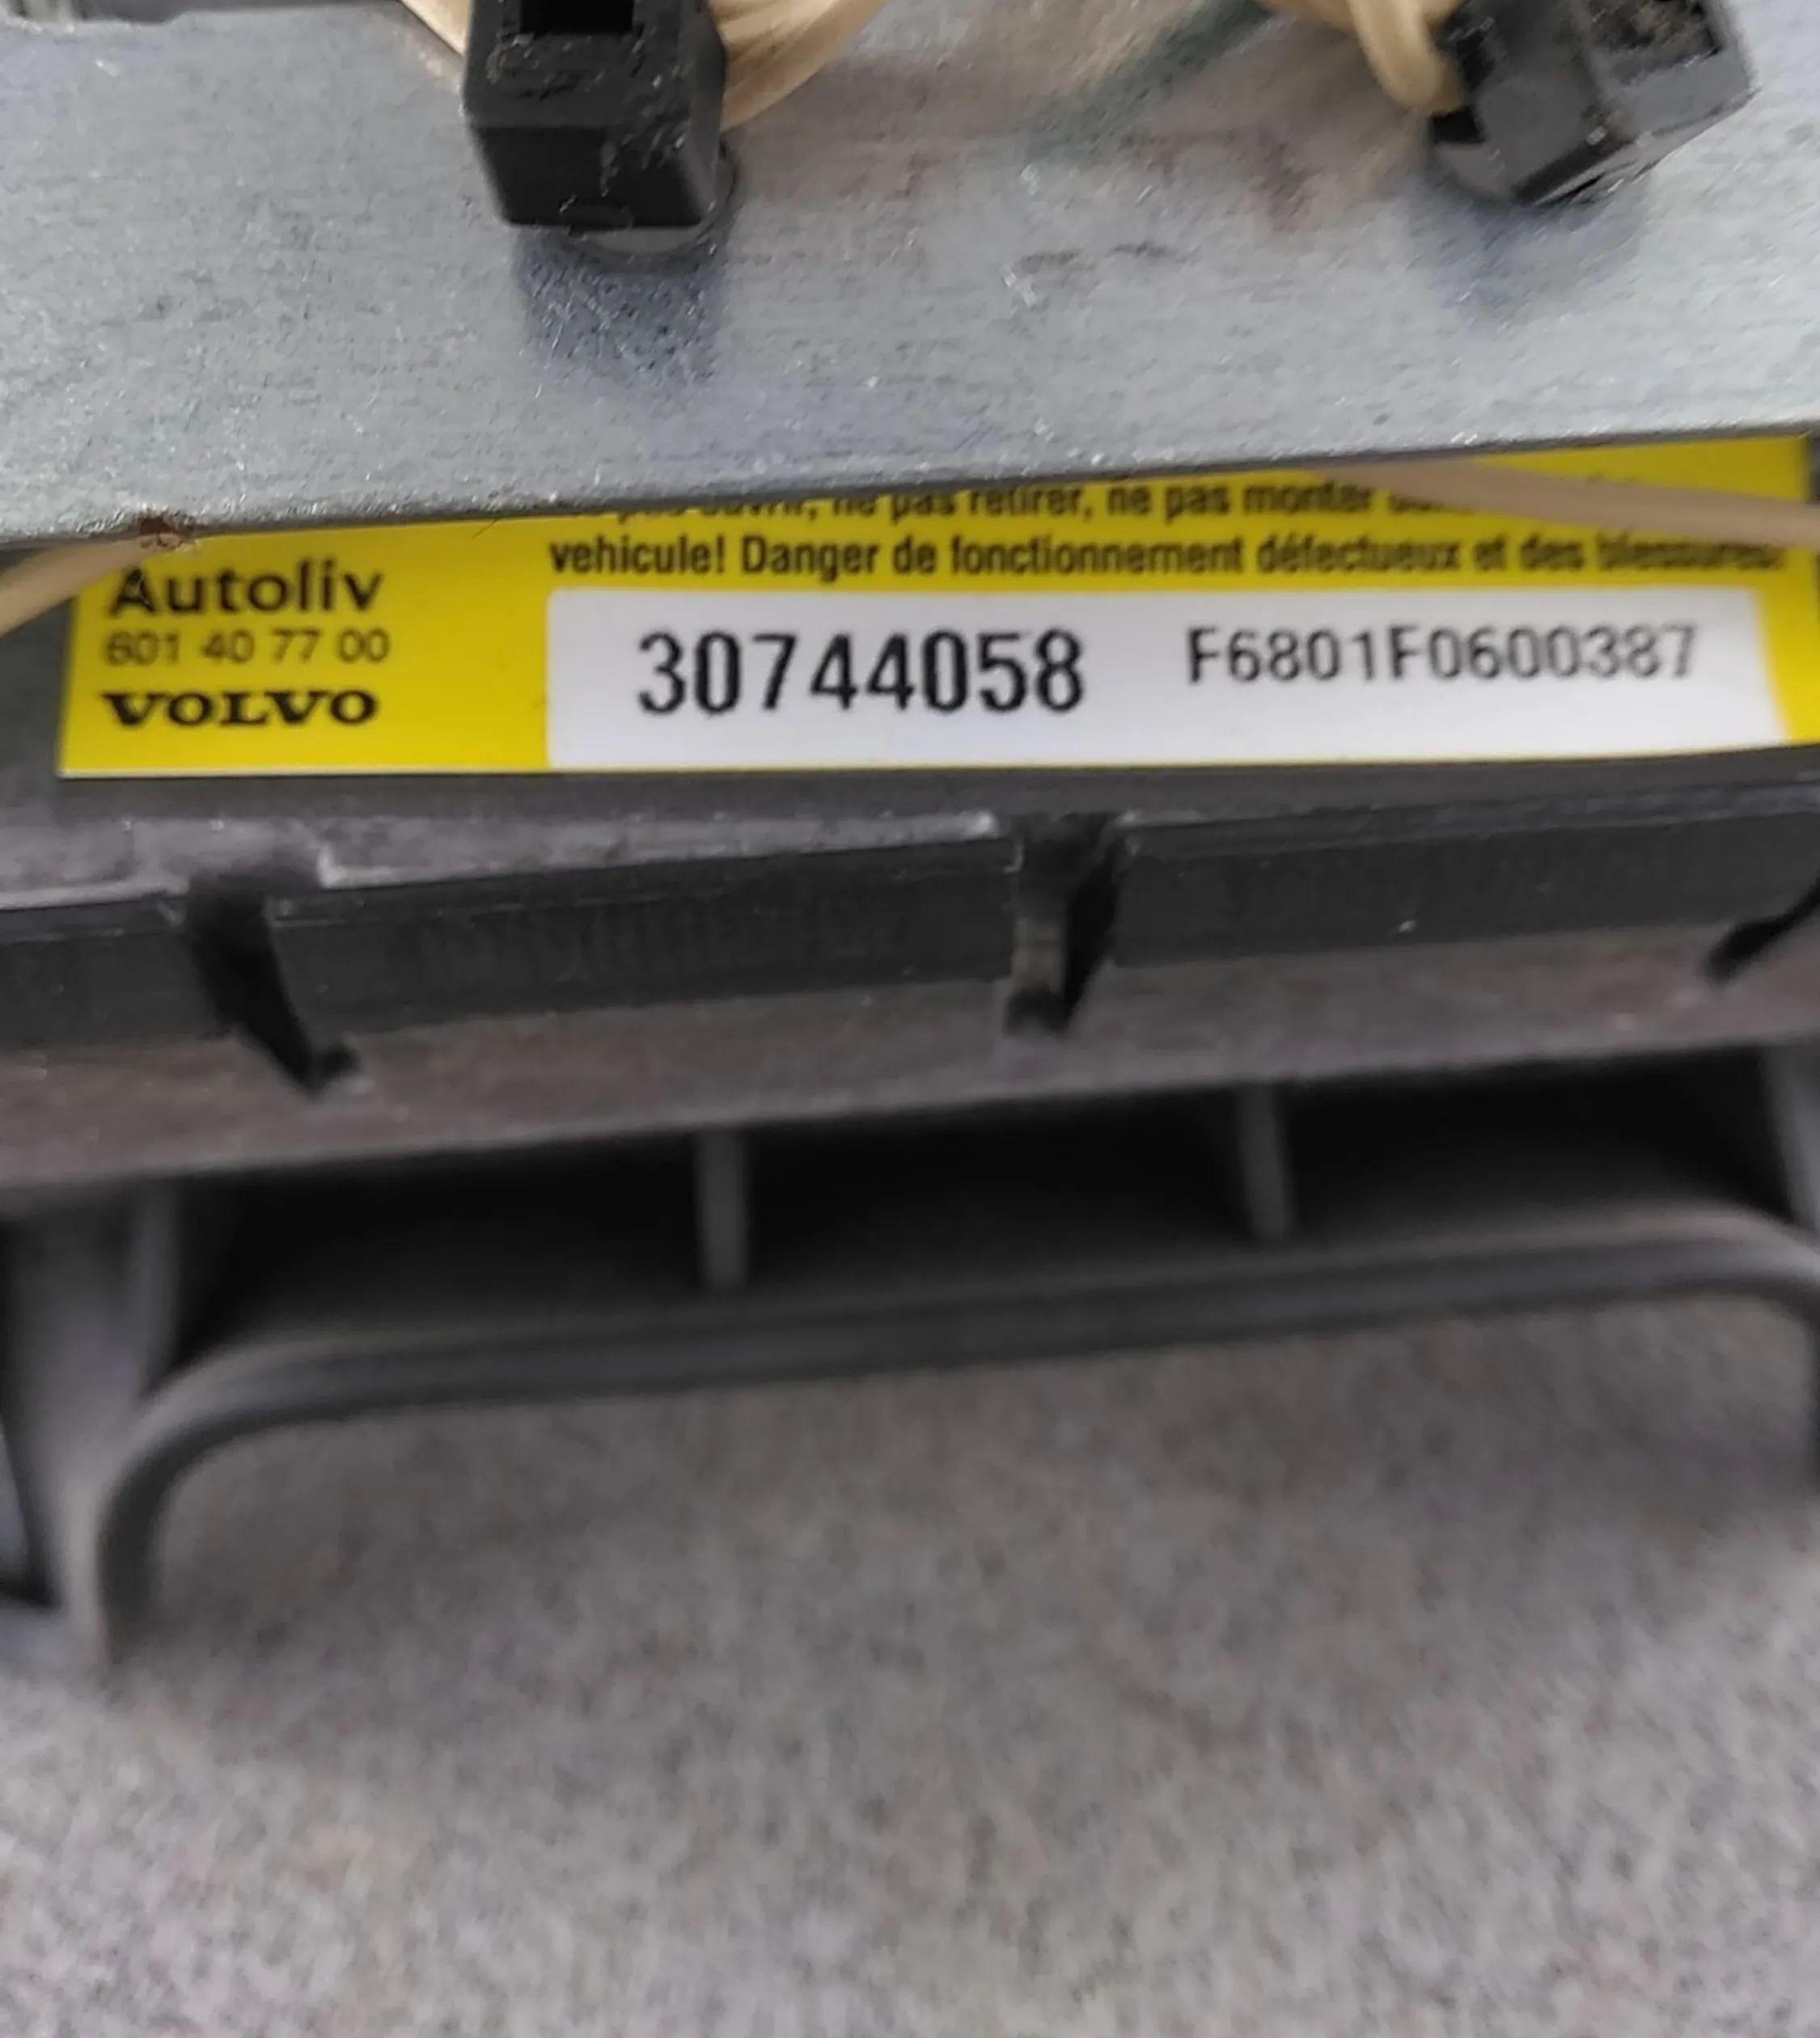 pas retirer, ne pas monter
vehicule! Danger de fonctionnement défectueux et des blessures!
Autoliv
601 40 77 00
VOLVO
30744058 F6801F0600387